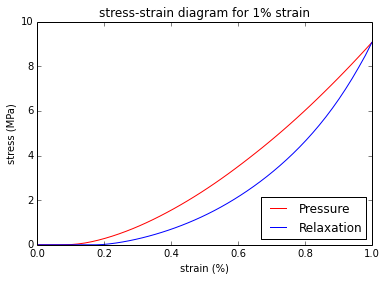 stress-strain diagram for 1% strain
10
8
6
4
2
0
stress (MPa)
Pressure
Relaxation
0.0 0.2 0.4 0.6 0.8 1.0
strain (%)